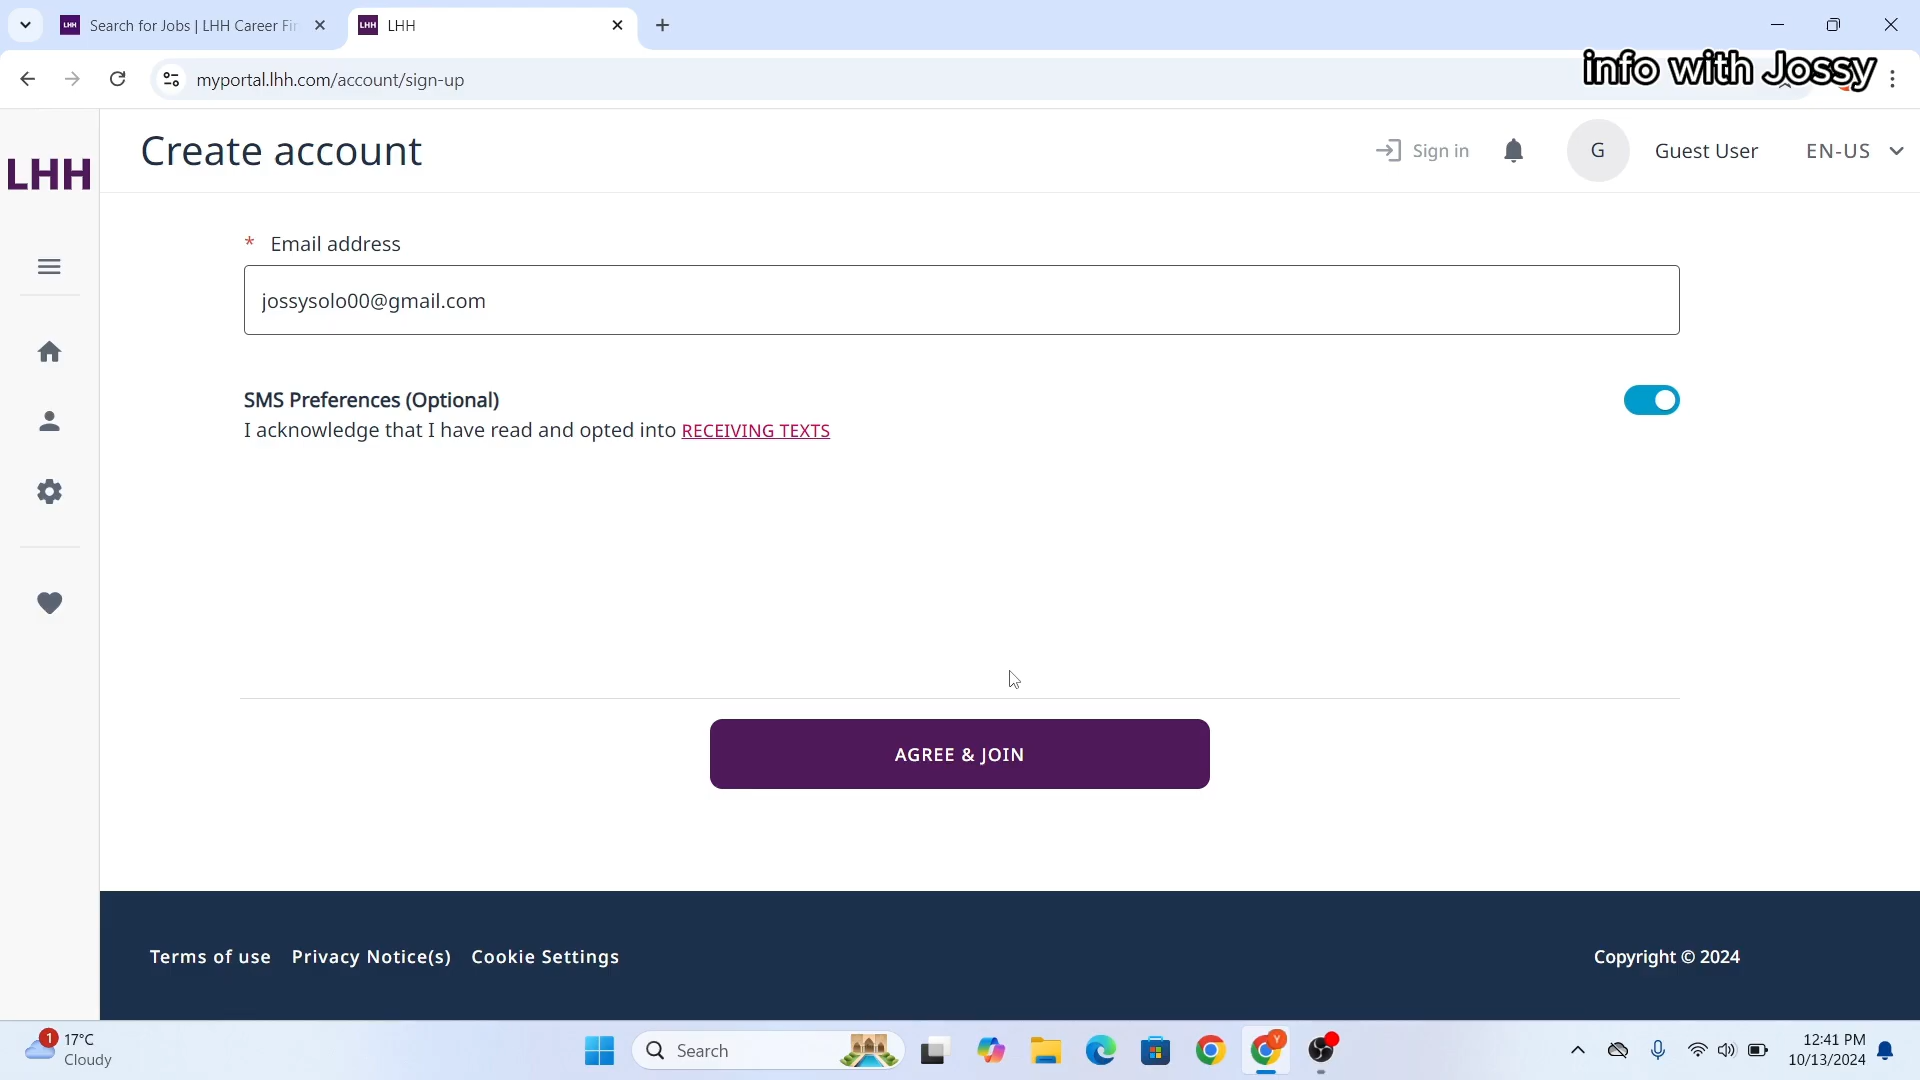 LHH
Search for Jobs | LHH Career Fi
LHH
LHH
myportal.lhh.com/account/sign-up
info with Jossy
LHH
Create account
Sign in
G
Guest User
EN-US
* Email address
jossysolo00@gmail.com
SMS Preferences (Optional)
I acknowledge that I have read and opted into RECEIVING TEXTS
AGREE & JOIN
Terms of use
Privacy Notice(s)
Cookie Settings
Copyright © 2024
1
17°C
Cloudy
Search
Y
12:41 PM
10/13/2024